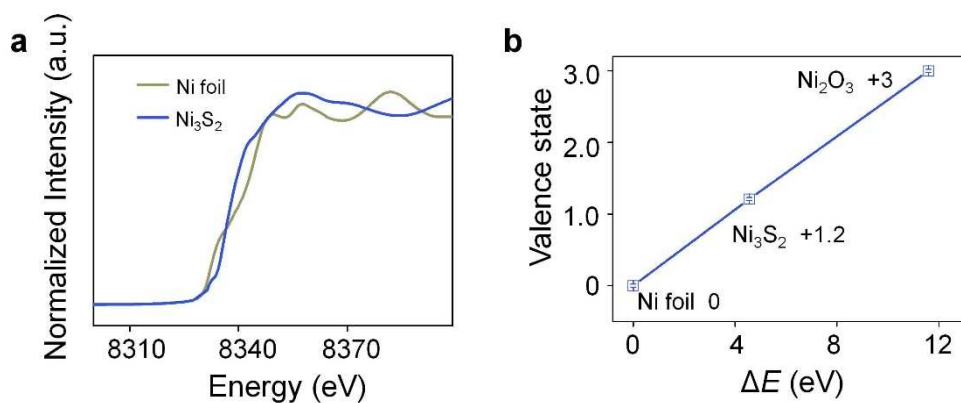 a
Normalized Intensity (a.u.)
Ni foil
Ni₃S₂
8310
8340
8370
Energy (eV)
b
Valence state
3.0
2.0
1.0
0
Ni₂O₃ +3
Ni₃S₂ +1.2
Ni foil 0
0
4
8
12
ΔE (eV)